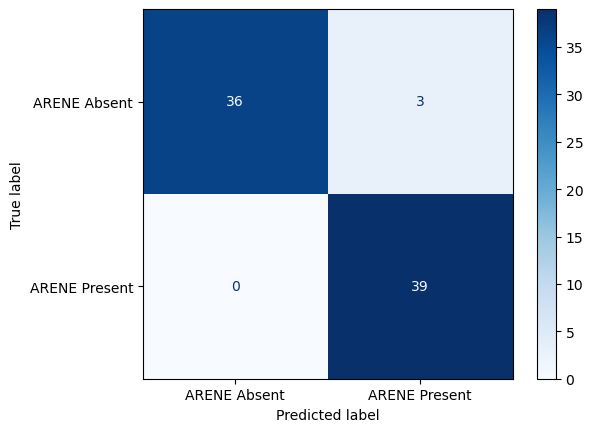 ARENE Absent
ARENE Present
True label
36
3
0
39
ARENE Absent
ARENE Present
Predicted label
35
30
25
20
15
10
5
0